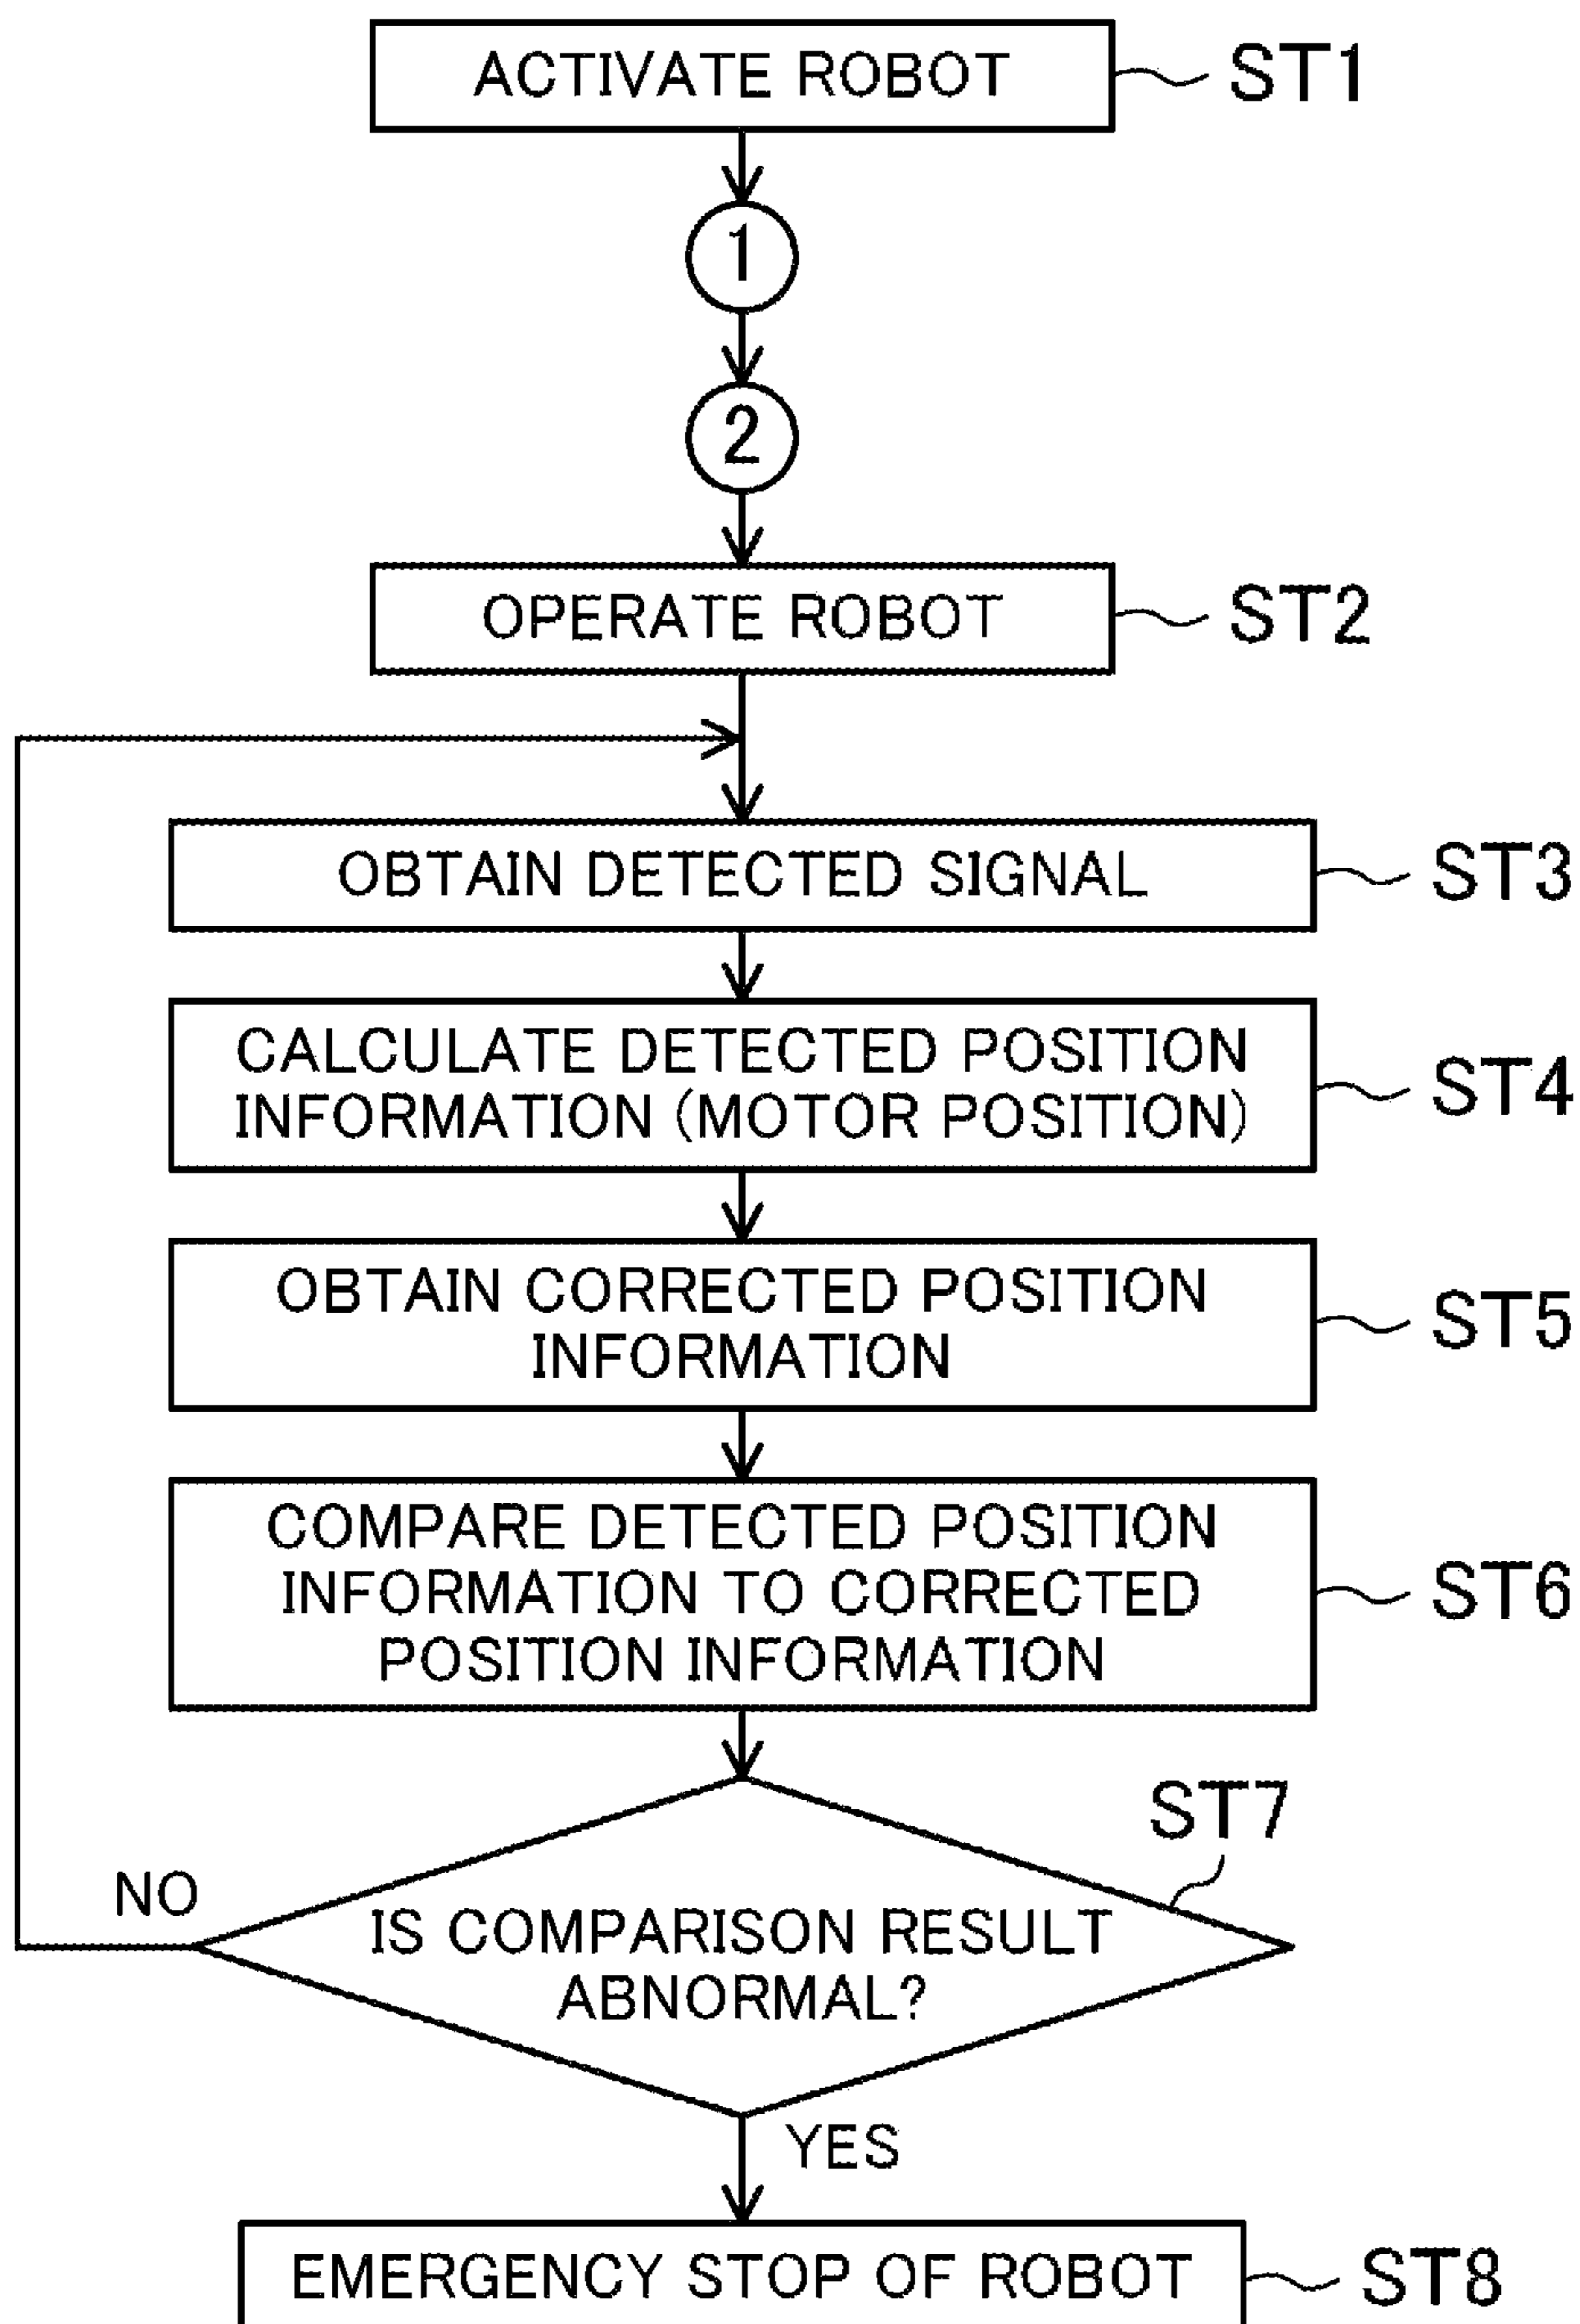 ACTIVATE ROBOT
ST1
1
2
OPERATE ROBOT
ST2
OBTAIN DETECTED SIGNAL
ST3
CALCULATE DETECTED POSITION
INFORMATION (MOTOR POSITION)
ST4
OBTAIN CORRECTED POSITION
INFORMATION
ST5
COMPARE DETECTED POSITION
INFORMATION TO CORRECTED
POSITION INFORMATION
ST6
ST7
NO
IS COMPARISON RESULT
ABNORMAL?
YES
EMERGENCY STOP OF ROBOT
ST8